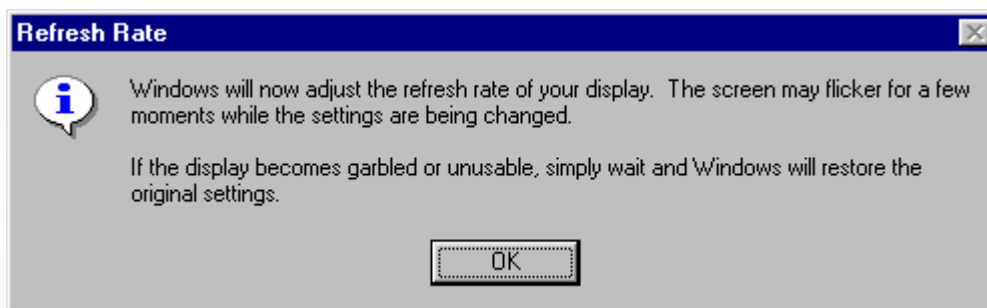 Refresh Rate
Windows will now adjust the refresh rate of your display.  The screen may flicker for a few
moments while the settings are being changed.
If the display becomes garbled or unusable, simply wait and Windows will restore the
original settings.
OK